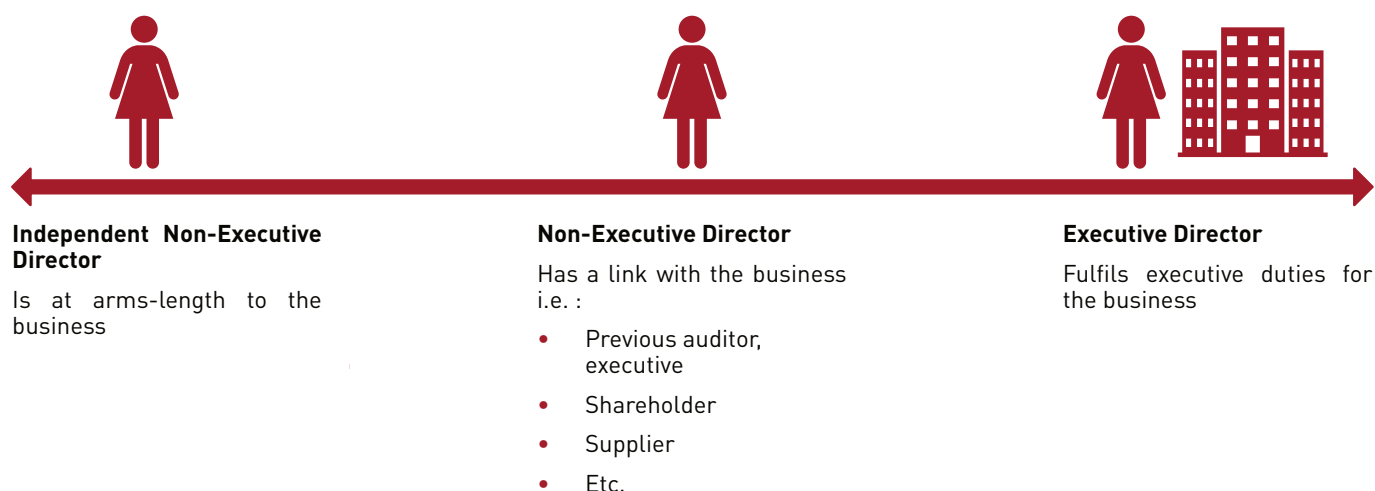 Independent Non-Executive
Director
Is at arms-length to the
business
Non-Executive Director
Has a link with the business
i.e. :
• Previous auditor,
executive
• Shareholder
• Supplier
• Etc.
Executive Director
Fulfils executive duties for
the business